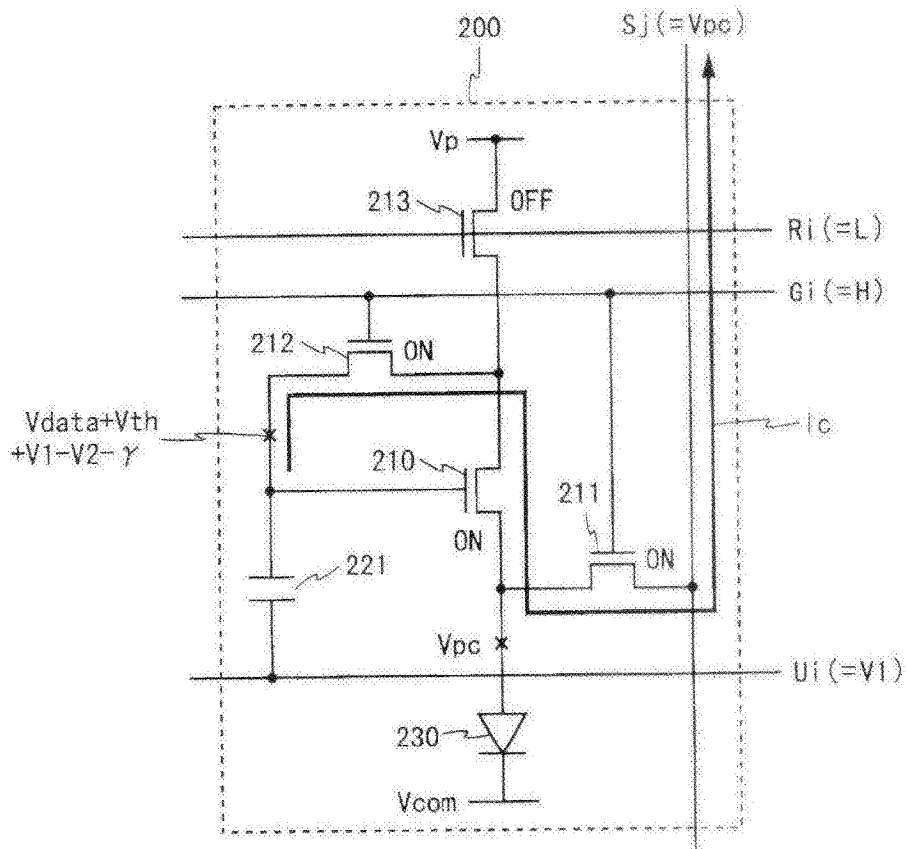 200
Sj(=Vpc)
Vp
213
OFF
Ri(=L)
Gi(=H)
212
ON
Vdata+Vth
+V1-V2-γ
ic
210
211
ON
ON
221
Vpc
Ui(=V1)
230
Vcom